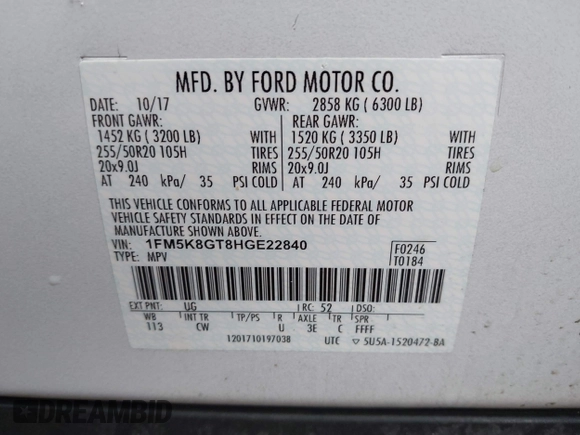 MFD. BY FORD MOTOR CO.
DATE: 10/17 GVWR: 2858 KG ( 6300 LB)
FRONT GAWR: REAR GAWR:
1452 KG ( 3200 LB) WITH 1520 KG ( 3350 LB) WITH
255/50R20 105H TIRES 255/50R20 105H TIRES
20x9.0J RIMS 20x9.0J RIMS
AT 240 kPa/ 35 PSI COLD AT 240 kPa/ 35 PSI COLD
THIS VEHICLE CONFORMS TO ALL APPLICABLE FEDERAL MOTOR
VEHICLE SAFETY STANDARDS IN EFFECT ON THE DATE OF
MANUFACTURE SHOWN ABOVE.
VIN: 1FM5K8GT8HGE22840 F0246
TYPE: MPV T0184
EXT PNT: UG RC: 52 DSO:
WB INT TR TP/PS R AXLE TR SPR
113 CW U 3E C FFFF
1201710197038 UTC ▽ 5U5A-1520472-BA
DREAMBID